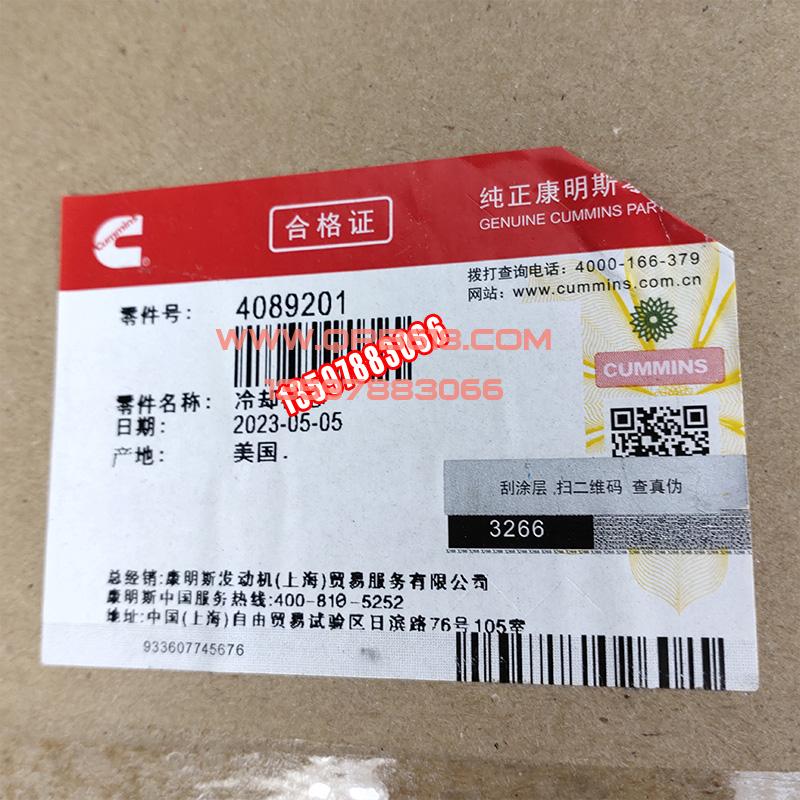 Cummins
合格证
纯正康明斯零
GENUINE CUMMINS PART
拨打查询电话：4000-166-379
网站：www.cummins.com.cn
零件号： 4089201
13597883066
13597883066
CUMMINS
零件名称： 冷却
日期： 2023-05-05
产地： 美国.
刮涂层 扫二维码 查真伪
3266
总经销：康明斯发动机(上海)贸易服务有限公司
康明斯中国服务热线：400-810-5252
地址：中国(上海)自由贸易试验区日滨路76号105室
933607745676